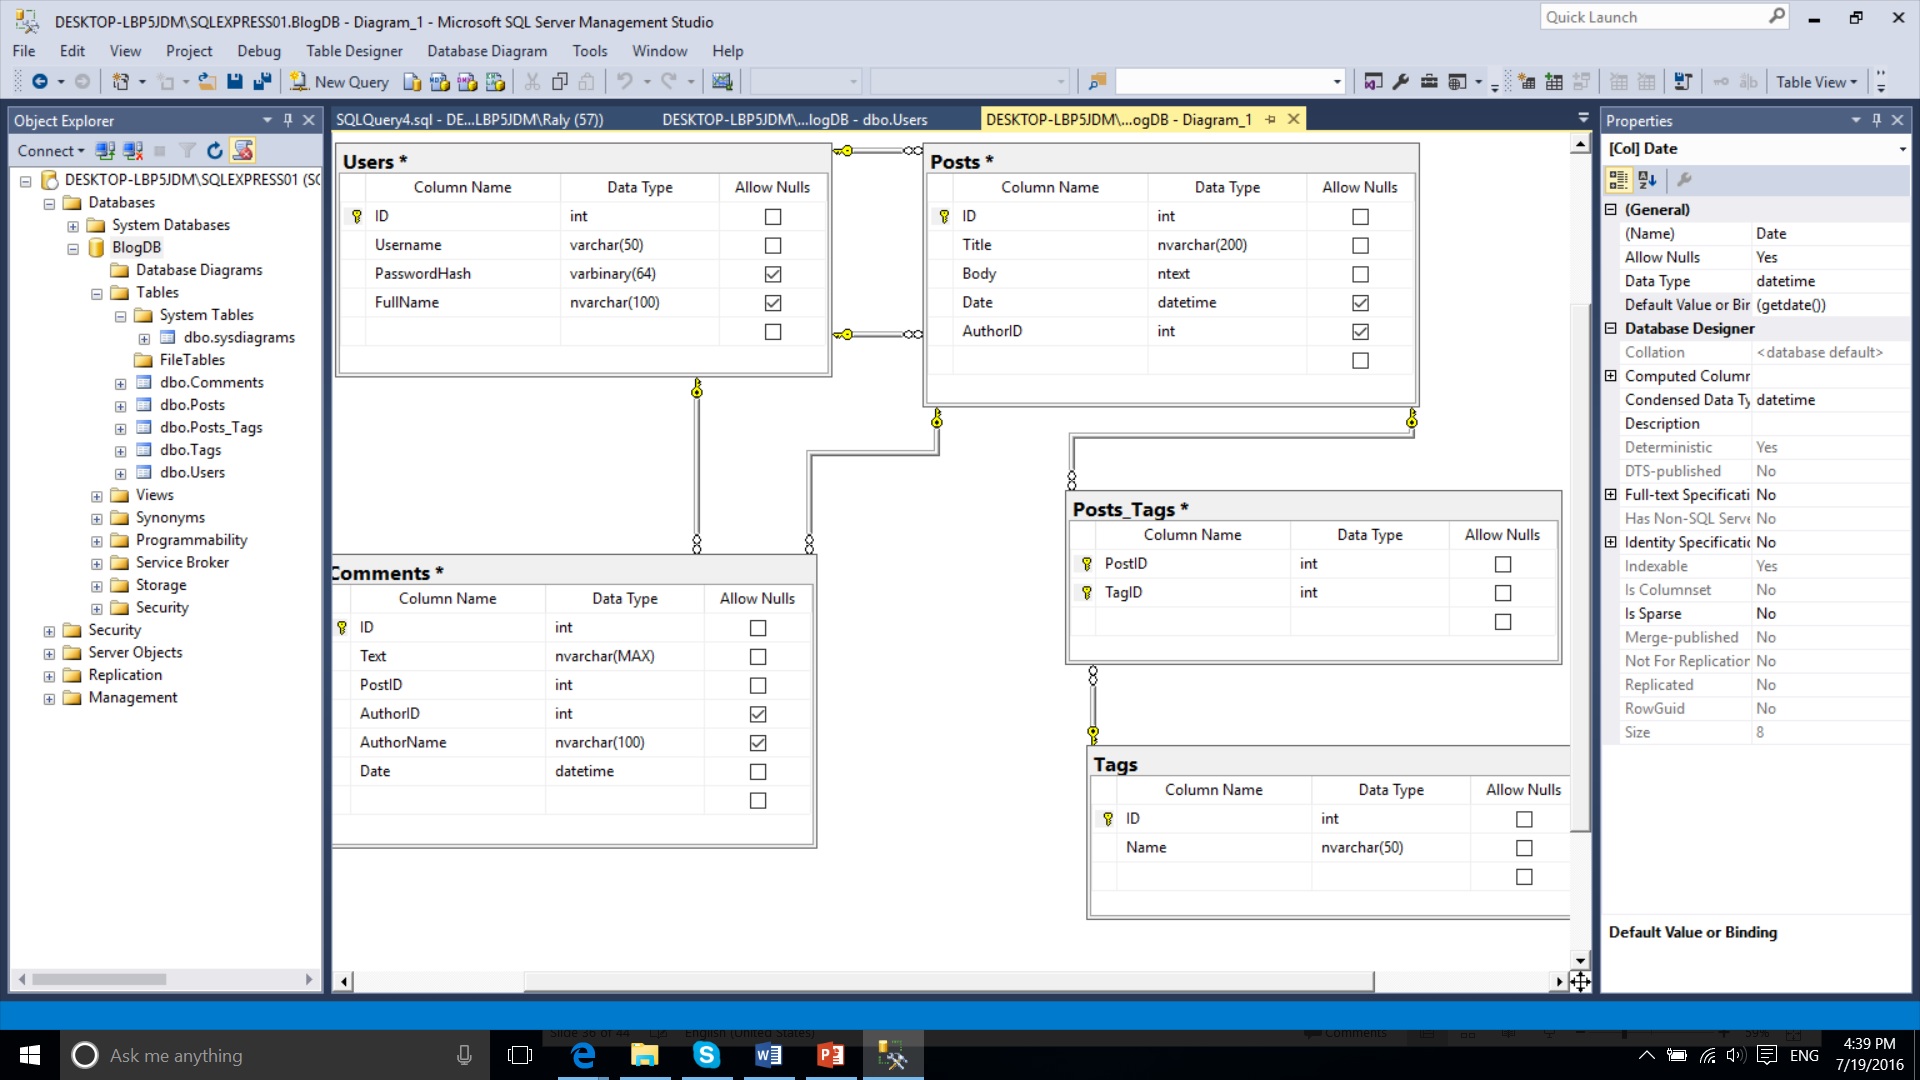 DESKTOP-LBP5JDM\SQLEXPRESS01.BlogDB - Diagram_1 - Microsoft SQL Server Management Studio
Quick Launch
File Edit View Project Debug Table Designer Database Diagram Tools Window Help
New Query
Table View
Object Explorer
Connect
DESKTOP-LBP5JDM\SQLEXPRESS01 (SC
Databases
System Databases
BlogDB
Database Diagrams
Tables
System Tables
dbo.sysdiagrams
FileTables
dbo.Comments
dbo.Posts
dbo.Posts_Tags
dbo.Tags
dbo.Users
Views
Synonyms
Programmability
Service Broker
Storage
Security
Security
Server Objects
Replication
Management
SQLQuery4.sql - DE...LBP5JDM\Raly (57))
DESKTOP-LBP5JDM\...logDB - dbo.Users
DESKTOP-LBP5JDM\...ogDB - Diagram_1
Users *
Column Name Data Type Allow Nulls
ID int
Username varchar(50)
PasswordHash varbinary(64)
FullName nvarchar(100)
Posts *
Column Name Data Type Allow Nulls
ID int
Title nvarchar(200)
Body ntext
Date datetime
AuthorID int
Comments *
Column Name Data Type Allow Nulls
ID int
Text nvarchar(MAX)
PostID int
AuthorID int
AuthorName nvarchar(100)
Date datetime
Posts_Tags *
Column Name Data Type Allow Nulls
PostID int
TagID int
Tags
Column Name Data Type Allow Nulls
ID int
Name nvarchar(50)
Properties
[Col] Date
(General)
(Name) Date
Allow Nulls Yes
Data Type datetime
Default Value or Bir (getdate())
Database Designer
Collation <database default>
Computed Columr
Condensed Data Ty datetime
Description
Deterministic Yes
DTS-published No
Full-text Specificati No
Has Non-SQL Serve No
Identity Specificatic No
Indexable Yes
Is Columnset No
Is Sparse No
Merge-published No
Not For Replication No
Replicated No
RowGuid No
Size 8
Default Value or Binding
Slide 36 of 44 English (United States) Comments 59%
Ask me anything
ENG
4:39 PM
7/19/2016